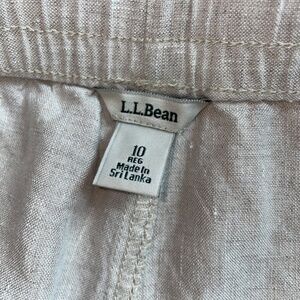 L.L.Bean
10
REG
Made In
Sri Lanka